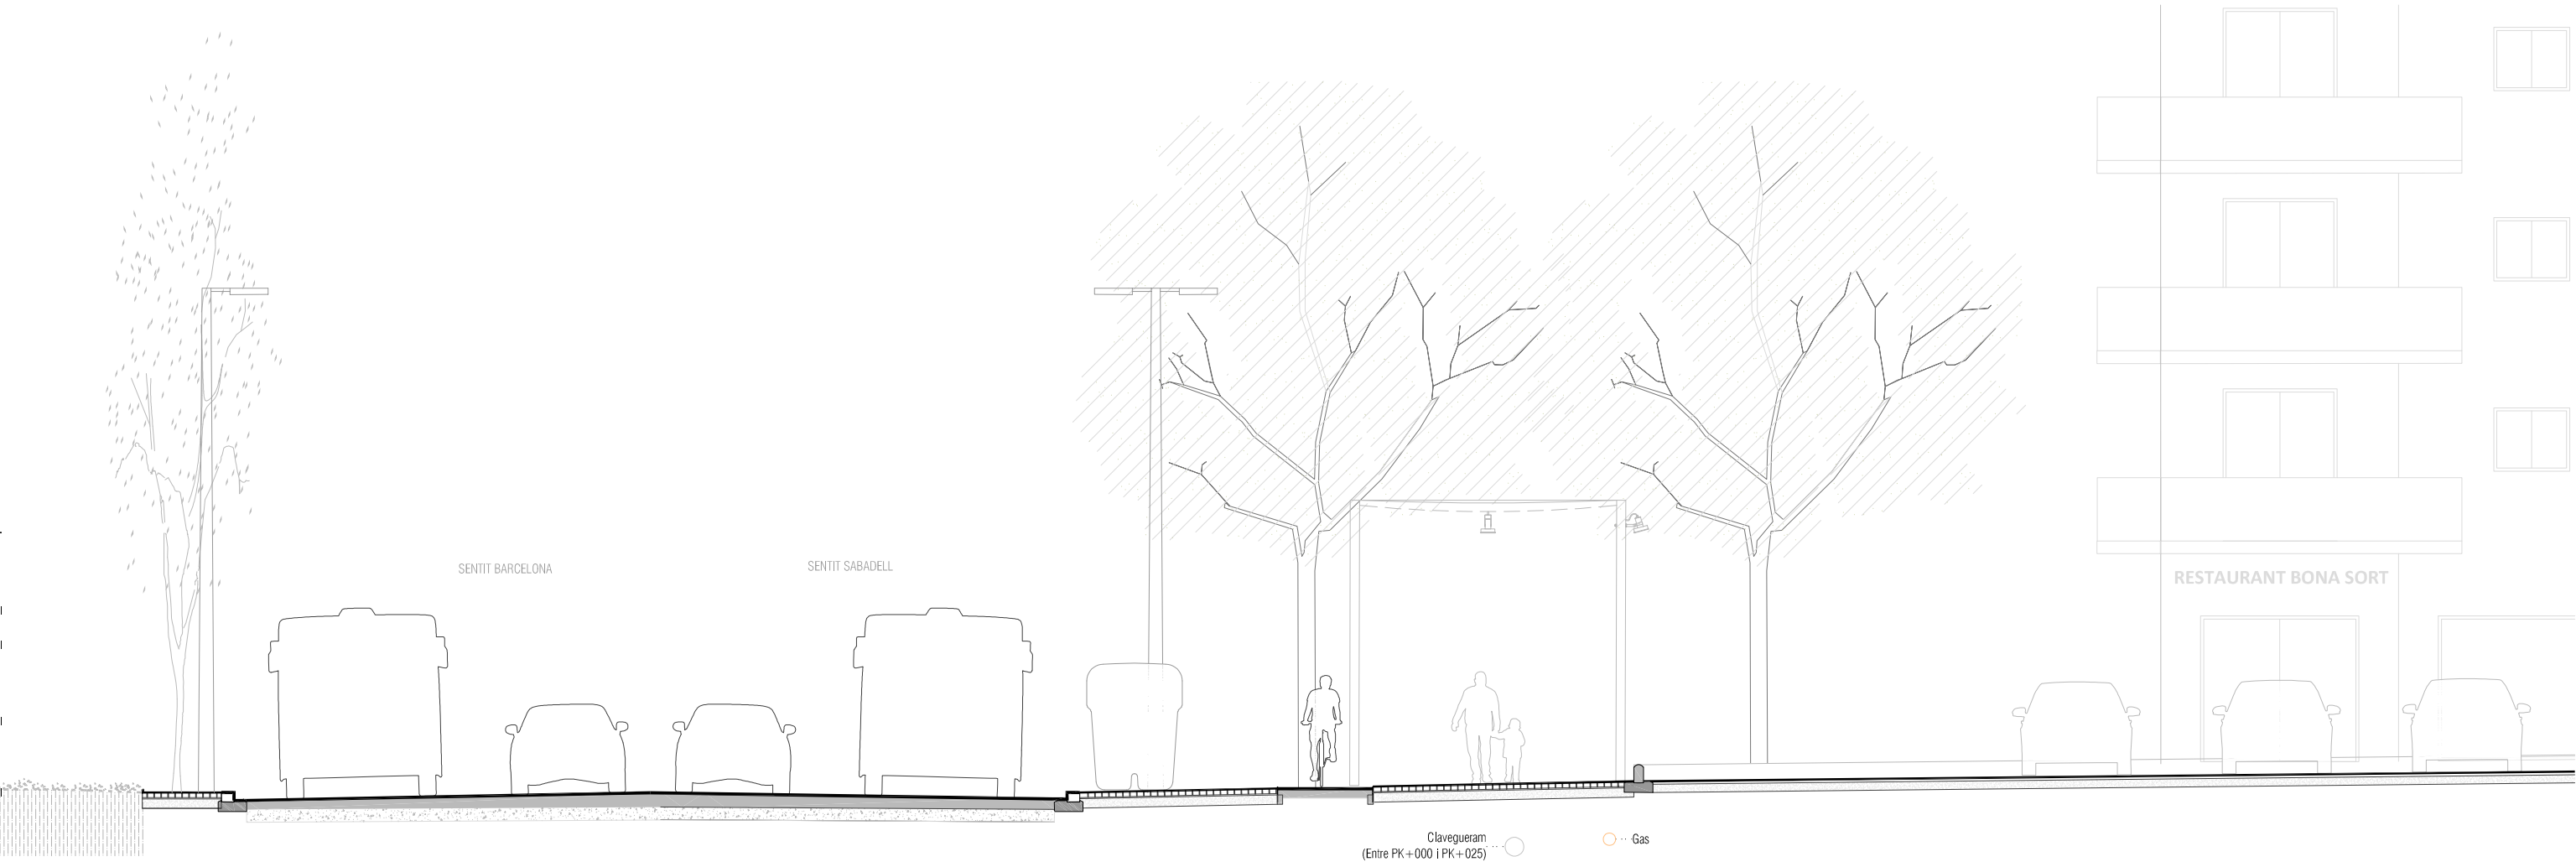 SENTIT BARCELONA
SENTIT SABADELL
RESTAURANT BONA SORT
Clavegueram
(Entre PK+000 i PK+025)
Gas